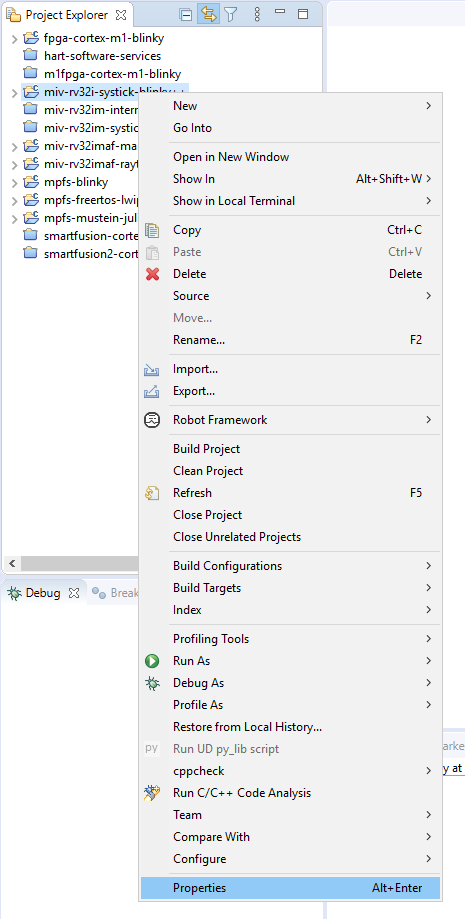 Project Explorer
fpga-cortex-m1-blinky
hart-software-services
m1fpga-cortex-m1-blinky
miv-rv32i-systick-blinky++
miv-rv32im-intern
miv-rv32im-systic
miv-rv32imaf-ma
miv-rv32imaf-rayt
mpfs-blinky
mpfs-freertos-lwip
mpfs-mustein-jul
smartfusion-corte
smartfusion2-cort
Debug Break
New
Go Into
Open in New Window
Show In Alt+Shift+W
Show in Local Terminal
Copy Ctrl+C
Paste Ctrl+V
Delete Delete
Source
Move...
Rename... F2
Import...
Export...
Robot Framework
Build Project
Clean Project
Refresh F5
Close Project
Close Unrelated Projects
Build Configurations
Build Targets
Index
Profiling Tools
Run As
Debug As
Profile As
Restore from Local History...
py Run UD py_lib script
cppcheck
Run C/C++ Code Analysis
Team
Compare With
Configure
Properties Alt+Enter
arke
y at